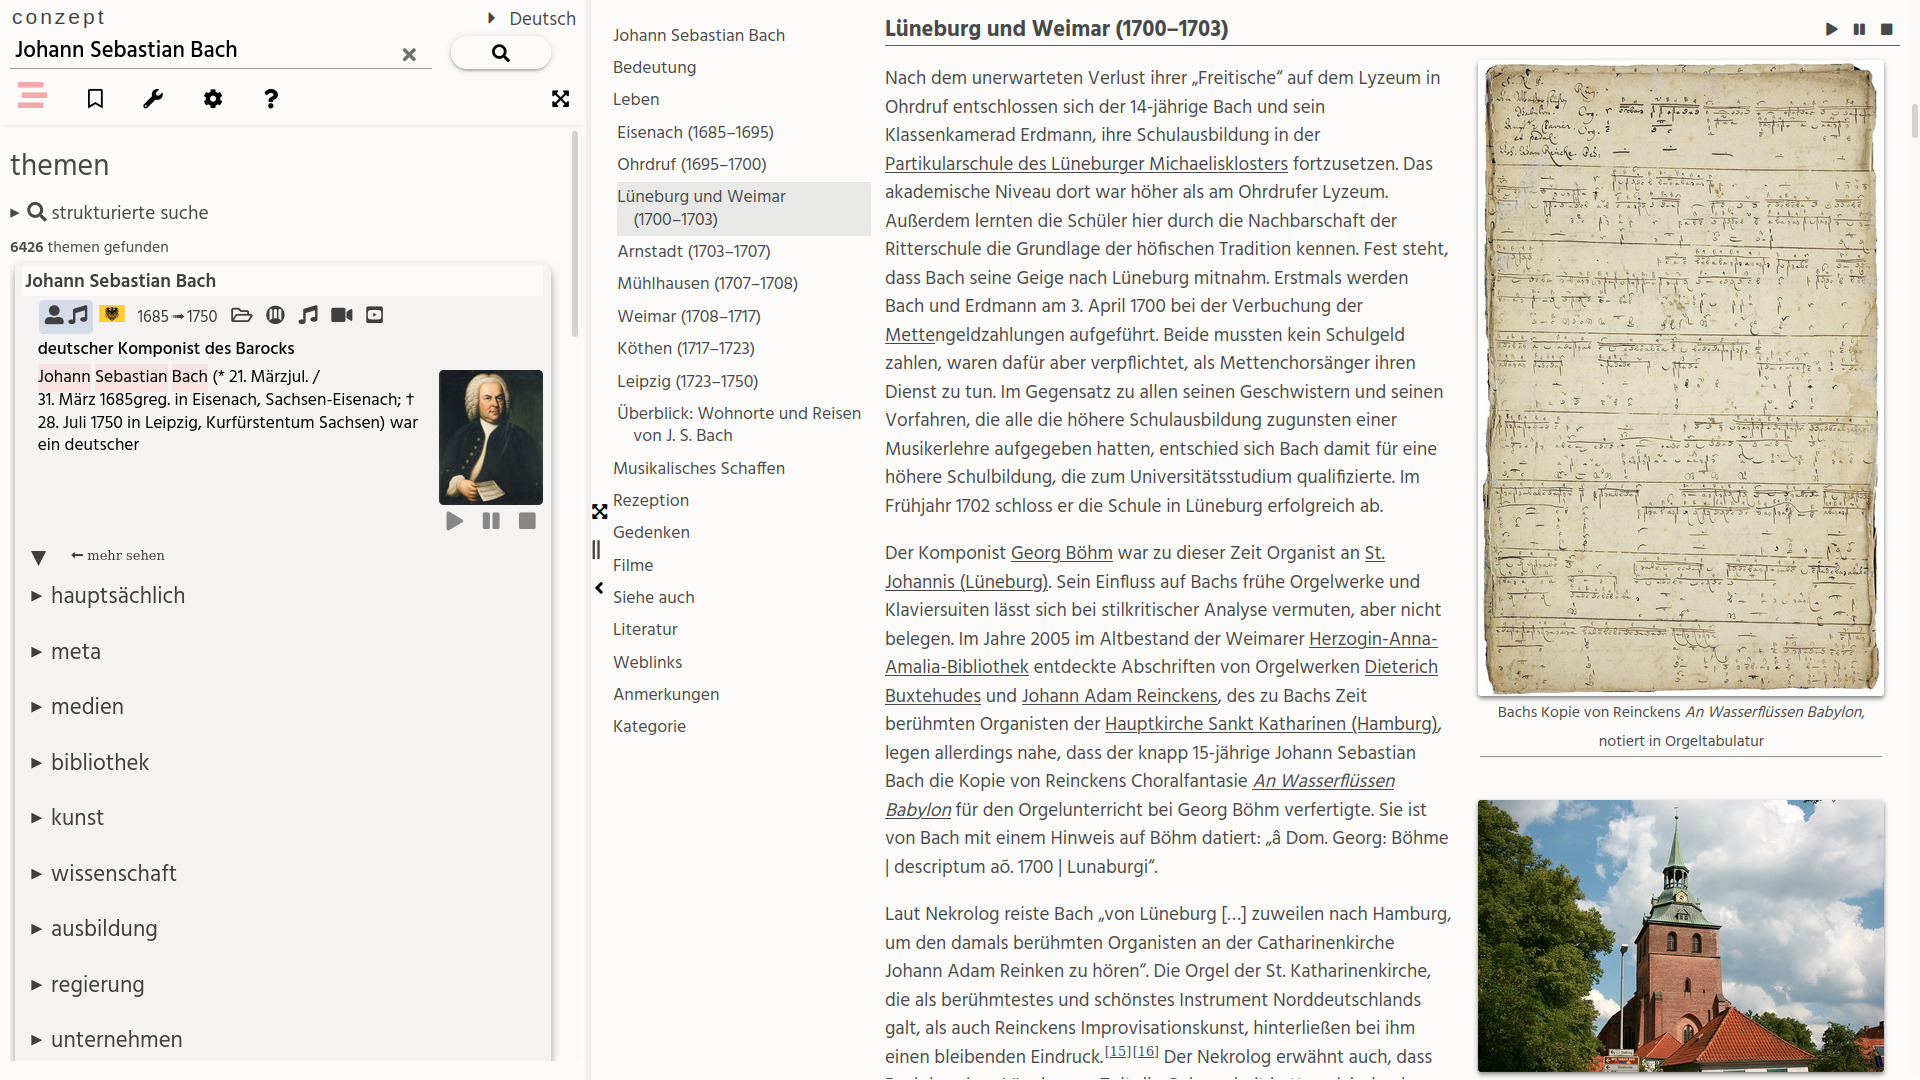 conzept
Deutsch
Johann Sebastian Bach
themen
strukturierte suche
6426 themen gefunden
Johann Sebastian Bach
1685 ➟ 1750
deutscher Komponist des Barocks
Johann Sebastian Bach (* 21. Märzjul. /
31. März 1685greg. in Eisenach, Sachsen-Eisenach; †
28. Juli 1750 in Leipzig, Kurfürstentum Sachsen) war
ein deutscher
← mehr sehen
hauptsächlich
meta
medien
bibliothek
kunst
wissenschaft
ausbildung
regierung
unternehmen
Johann Sebastian Bach
Bedeutung
Leben
Eisenach (1685–1695)
Ohrdruf (1695–1700)
Lüneburg und Weimar
(1700–1703)
Arnstadt (1703–1707)
Mühlhausen (1707–1708)
Weimar (1708–1717)
Köthen (1717–1723)
Leipzig (1723–1750)
Überblick: Wohnorte und Reisen
von J. S. Bach
Musikalisches Schaffen
Rezeption
Gedenken
Filme
Siehe auch
Literatur
Weblinks
Anmerkungen
Kategorie
Lüneburg und Weimar (1700–1703)
Nach dem unerwarteten Verlust ihrer „Freitische“ auf dem Lyzeum in
Ohrdruf entschlossen sich der 14-jährige Bach und sein
Klassenkamerad Erdmann, ihre Schulausbildung in der
Partikularschule des Lüneburger Michaelisklosters fortzusetzen. Das
akademische Niveau dort war höher als am Ohrdrufer Lyzeum.
Außerdem lernten die Schüler hier durch die Nachbarschaft der
Ritterschule die Grundlage der höfischen Tradition kennen. Fest steht,
dass Bach seine Geige nach Lüneburg mitnahm. Erstmals werden
Bach und Erdmann am 3. April 1700 bei der Verbuchung der
Mettengeldzahlungen aufgeführt. Beide mussten kein Schulgeld
zahlen, waren dafür aber verpflichtet, als Mettenchorsänger ihren
Dienst zu tun. Im Gegensatz zu allen seinen Geschwistern und seinen
Vorfahren, die alle die höhere Schulausbildung zugunsten einer
Musikerlehre aufgegeben hatten, entschied sich Bach damit für eine
höhere Schulbildung, die zum Universitätsstudium qualifizierte. Im
Frühjahr 1702 schloss er die Schule in Lüneburg erfolgreich ab.
Der Komponist Georg Böhm war zu dieser Zeit Organist an St.
Johannis (Lüneburg). Sein Einfluss auf Bachs frühe Orgelwerke und
Klaviersuiten lässt sich bei stilkritischer Analyse vermuten, aber nicht
belegen. Im Jahre 2005 im Altbestand der Weimarer Herzogin-Anna-
Amalia-Bibliothek entdeckte Abschriften von Orgelwerken Dieterich
Buxtehudes und Johann Adam Reinckens, des zu Bachs Zeit
berühmten Organisten der Hauptkirche Sankt Katharinen (Hamburg),
legen allerdings nahe, dass der knapp 15-jährige Johann Sebastian
Bach die Kopie von Reinckens Choralfantasie An Wasserflüssen
Babylon für den Orgelunterricht bei Georg Böhm verfertigte. Sie ist
von Bach mit einem Hinweis auf Böhm datiert: „â Dom. Georg: Böhme
| descriptum aõ. 1700 | Lunaburgi“.
Laut Nekrolog reiste Bach „von Lüneburg […] zuweilen nach Hamburg,
um den damals berühmten Organisten an der Catharinenkirche
Johann Adam Reinken zu hören“. Die Orgel der St. Katharinenkirche,
die als berühmtestes und schönstes Instrument Norddeutschlands
galt, als auch Reinckens Improvisationskunst, hinterließen bei ihm
einen bleibenden Eindruck.[15][16] Der Nekrolog erwähnt auch, dass
Bachs Kopie von Reinckens An Wasserflüssen Babylon,
notiert in Orgeltabulatur